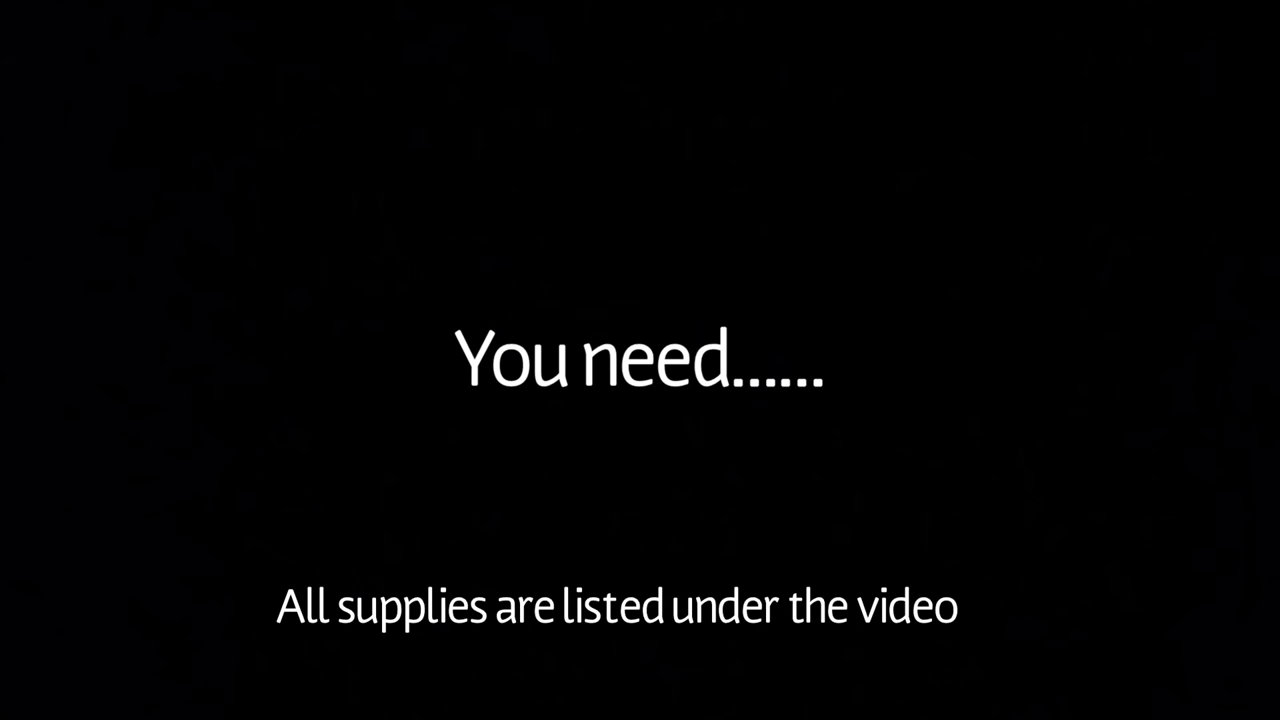 You need......
All supplies are listed under the video